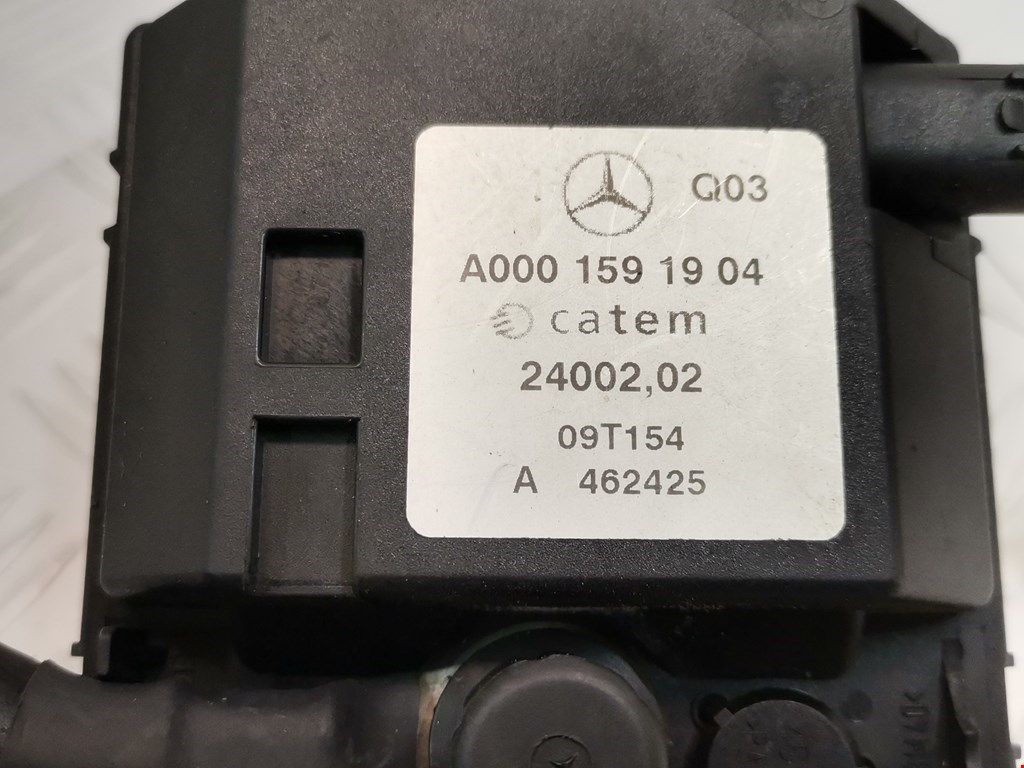 Q03
A000 159 19 04
catem
24002,02
09T154
A 462425